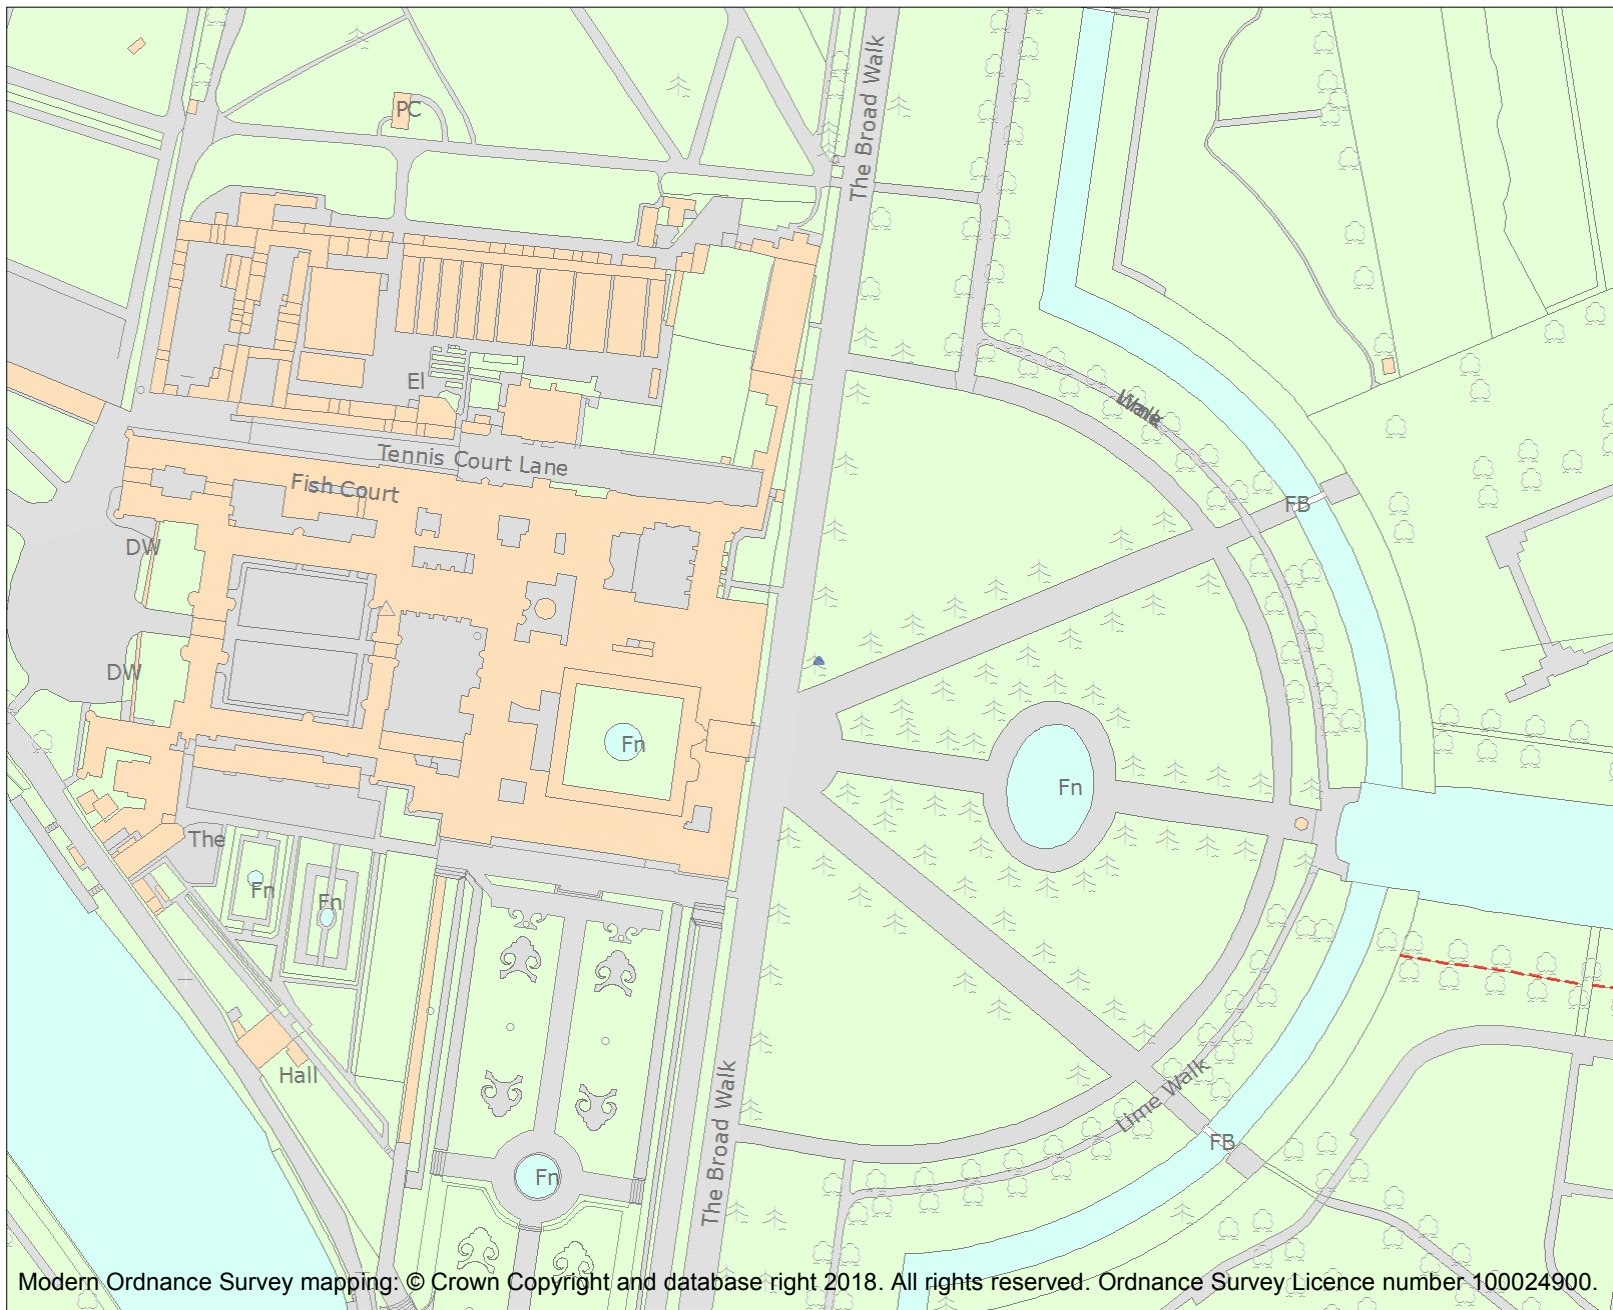 The Broad Walk
PC
El
Walk
Tennis Court Lane
Fish Court
FB
DW
DW
Fn
Fn
The
Fn
Fn
Hall
Lime Walk
The Broad Walk
FB
Fn
Modern Ordnance Survey mapping: © Crown Copyright and database right 2018. All rights reserved. Ordnance Survey Licence number 100024900.